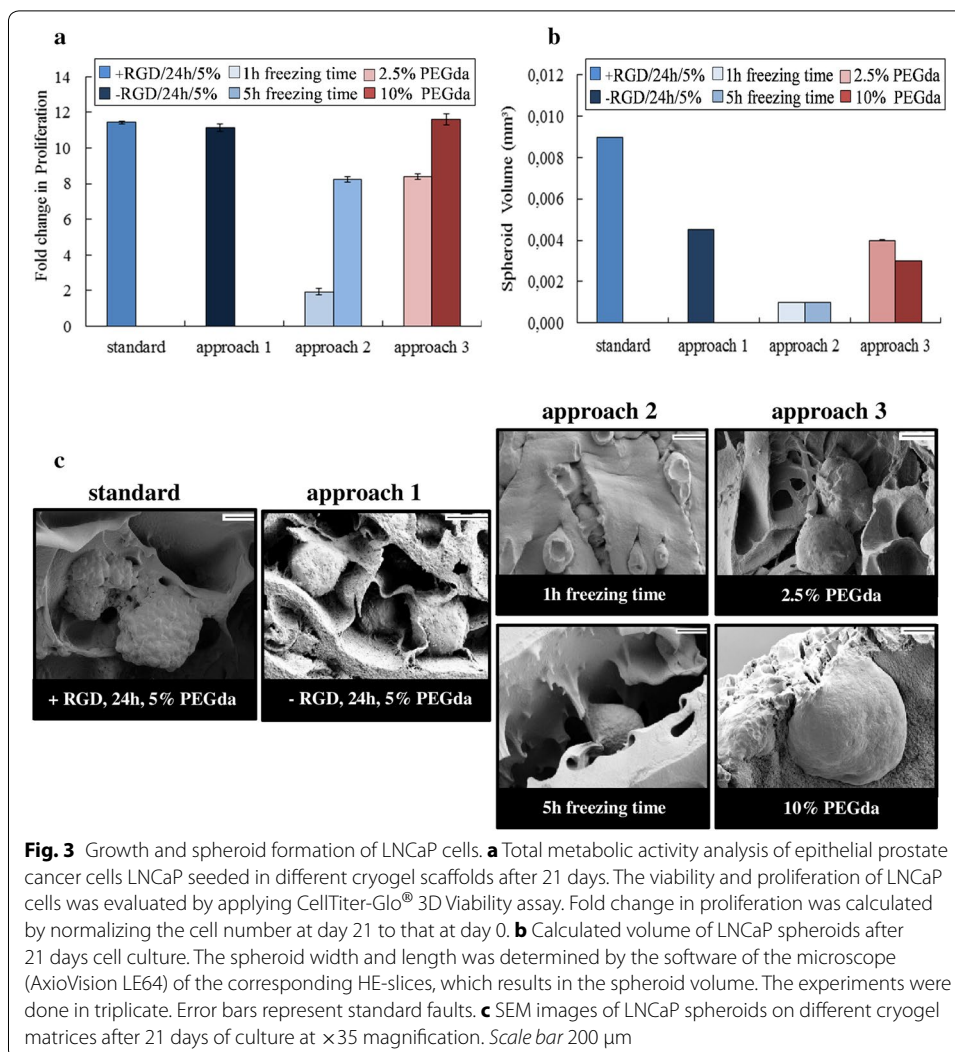 a
14
12
10
8
6
4
2
0
Fold change in Proliferation
+RGD/24h/5% 1h freezing time 2.5% PEGda
-RGD/24h/5% 5h freezing time 10% PEGda
standard approach 1 approach 2 approach 3
b
0,012
0,010
0,008
0,006
0,004
0,002
0,000
Spheroid Volume (mm³)
+RGD/24h/5% 1h freezing time 2.5% PEGda
-RGD/24h/5% 5h freezing time 10% PEGda
standard approach 1 approach 2 approach 3
c
standard
+ RGD, 24h, 5% PEGda
approach 1
- RGD, 24h, 5% PEGda
approach 2
1h freezing time
5h freezing time
approach 3
2.5% PEGda
10% PEGda
Fig. 3 Growth and spheroid formation of LNCaP cells. a Total metabolic activity analysis of epithelial prostate
cancer cells LNCaP seeded in different cryogel scaffolds after 21 days. The viability and proliferation of LNCaP
cells was evaluated by applying CellTiter-Glo® 3D Viability assay. Fold change in proliferation was calculated
by normalizing the cell number at day 21 to that at day 0. b Calculated volume of LNCaP spheroids after
21 days cell culture. The spheroid width and length was determined by the software of the microscope
(AxioVision LE64) of the corresponding HE-slices, which results in the spheroid volume. The experiments were
done in triplicate. Error bars represent standard faults. c SEM images of LNCaP spheroids on different cryogel
matrices after 21 days of culture at ×35 magnification. Scale bar 200 μm